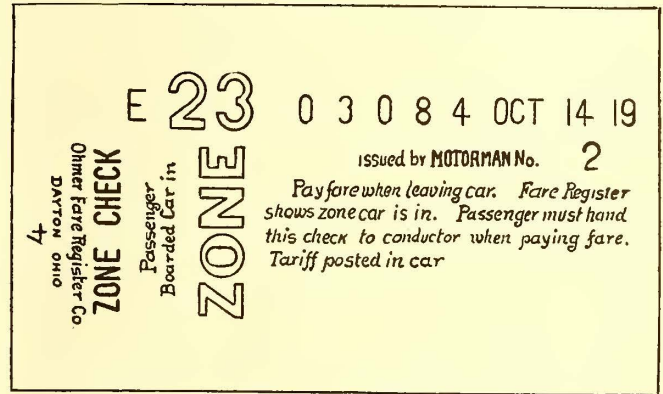 E 23 0 3 0 8 4 OCT 14 19
issued by MOTORMAN No. 2
Pay fare when leaving car. Fare Register
shows zone car is in. Passenger must hand
this check to conductor when paying fare.
Tariff posted in car
ZONE
Passenger
Boarded Car in
ZONE CHECK
Ohmer Fare Register Co.
DAYTON OHIO